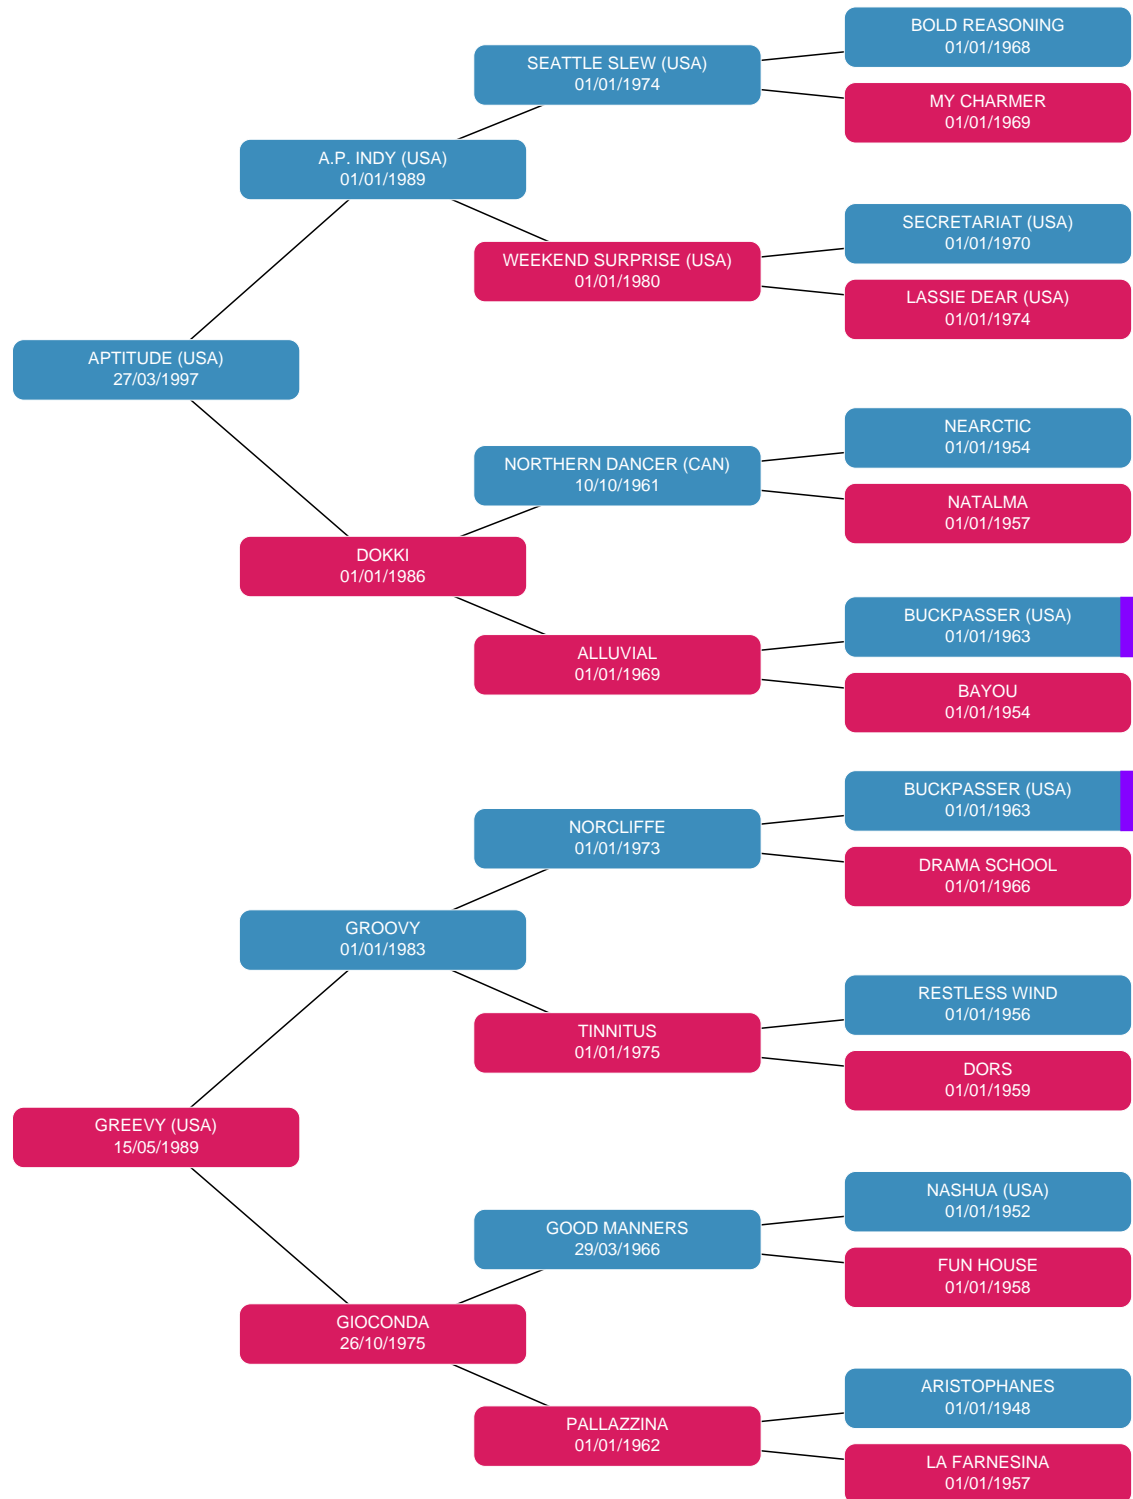 BOLD REASONING
01/01/1968
SEATTLE SLEW (USA)
01/01/1974
MY CHARMER
01/01/1969
A.P. INDY (USA)
01/01/1989
SECRETARIAT (USA)
01/01/1970
WEEKEND SURPRISE (USA)
01/01/1980
LASSIE DEAR (USA)
01/01/1974
APTITUDE (USA)
27/03/1997
NEARCTIC
01/01/1954
NORTHERN DANCER (CAN)
10/10/1961
NATALMA
01/01/1957
DOKKI
01/01/1986
BUCKPASSER (USA)
01/01/1963
ALLUVIAL
01/01/1969
BAYOU
01/01/1954
BUCKPASSER (USA)
01/01/1963
NORCLIFFE
01/01/1973
DRAMA SCHOOL
01/01/1966
GROOVY
01/01/1983
RESTLESS WIND
01/01/1956
TINNITUS
01/01/1975
DORS
01/01/1959
GREEVY (USA)
15/05/1989
NASHUA (USA)
01/01/1952
GOOD MANNERS
29/03/1966
FUN HOUSE
01/01/1958
GIOCONDA
26/10/1975
ARISTOPHANES
01/01/1948
PALLAZZINA
01/01/1962
LA FARNESINA
01/01/1957